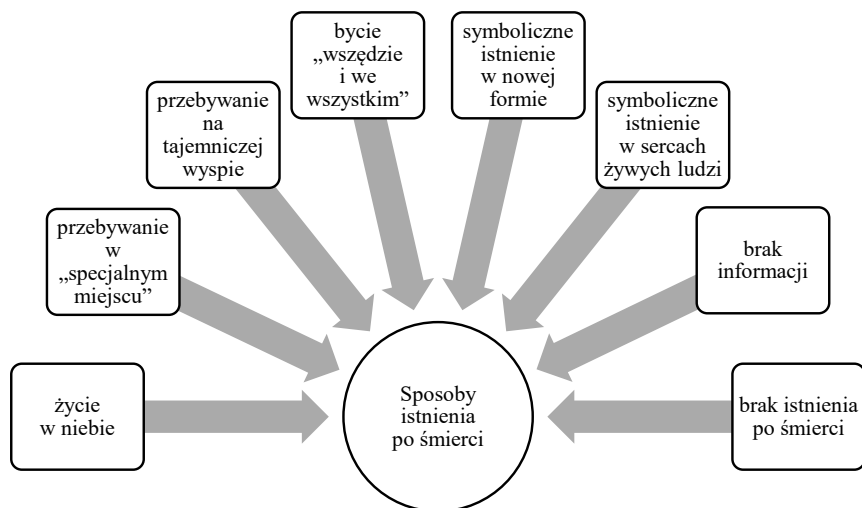 życie
w niebie
przebywanie
w
„specjalnym
miejscu”
przebywanie
na
tajemniczej
wyspie
bycie
„wszędzie
i we
wszystkim”
symboliczne
istnienie
w nowej
formie
symboliczne
istnienie
w sercach
żywych ludzi
brak
informacji
brak istnienia
po śmierci
Sposoby
istnienia
po śmierci